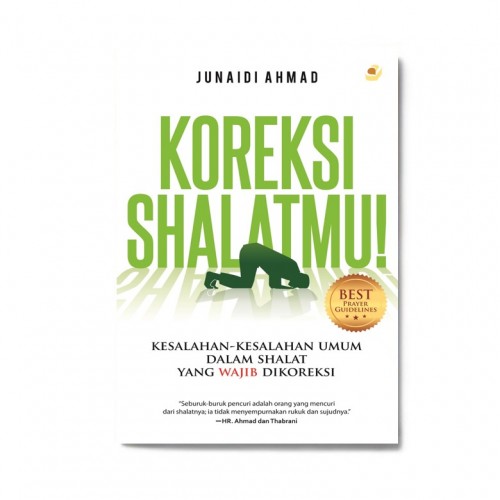 JUNAIDI AHMAD
KOREKSI
SHALATMU!
BEST
PRAYER
GUIDELINES
KESALAHAN-KESALAHAN UMUM
DALAM SHALAT
YANG WAJIB DIKOREKSI
"Seburuk-buruk pencuri adalah orang yang mencuri
dari shalatnya; ia tidak menyempurnakan rukuk dan sujudnya."
—HR. Ahmad dan Thabrani